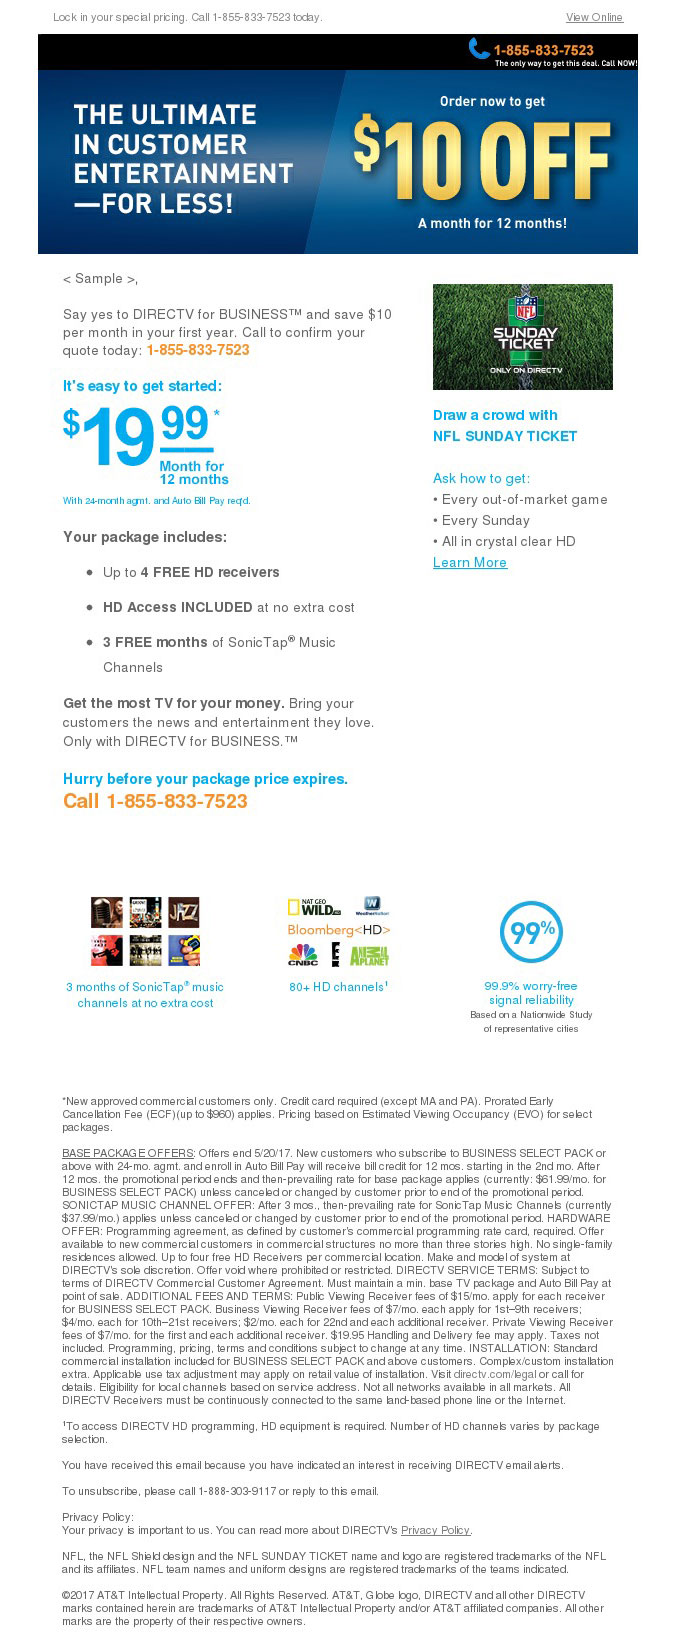 Lock in your special pricing. Call 1-855-833-7523 today.
View Online
1-855-833-7523
The only way to get this deal. Call NOW!
THE ULTIMATE
IN CUSTOMER
ENTERTAINMENT
—FOR LESS!
Order now to get
$10 OFF
A month for 12 months!
< Sample >,
Say yes to DIRECTV for BUSINESS™ and save $10
per month in your first year. Call to confirm your
quote today: 1-855-833-7523
It's easy to get started:
$19 99 *
Month for
12 months
With 24-month agmt. and Auto Bill Pay req'd.
Your package includes:
• Up to 4 FREE HD receivers
• HD Access INCLUDED at no extra cost
• 3 FREE months of SonicTap® Music
Channels
Get the most TV for your money. Bring your
customers the news and entertainment they love.
Only with DIRECTV for BUSINESS.™
Hurry before your package price expires.
Call 1-855-833-7523
NFL
SUNDAY
TICKET
ONLY ON DIRECTV
Draw a crowd with
NFL SUNDAY TICKET
Ask how to get:
• Every out-of-market game
• Every Sunday
• All in crystal clear HD
Learn More
JAZZ
3 months of SonicTap® music
channels at no extra cost
NAT GEO
WILD HD
W
WeatherNation
Bloomberg<HD>
CNBC
E
ANIMAL
PLANET
80+ HD channels¹
99%
99.9% worry-free
signal reliability
Based on a Nationwide Study
of representative cities
*New approved commercial customers only. Credit card required (except MA and PA). Prorated Early
Cancellation Fee (ECF)(up to $960) applies. Pricing based on Estimated Viewing Occupancy (EVO) for select
packages.
BASE PACKAGE OFFERS: Offers end 5/20/17. New customers who subscribe to BUSINESS SELECT PACK or
above with 24-mo. agmt. and enroll in Auto Bill Pay will receive bill credit for 12 mos. starting in the 2nd mo. After
12 mos. the promotional period ends and then-prevailing rate for base package applies (currently: $61.99/mo. for
BUSINESS SELECT PACK) unless canceled or changed by customer prior to end of the promotional period.
SONICTAP MUSIC CHANNEL OFFER: After 3 mos., then-prevailing rate for SonicTap Music Channels (currently
$37.99/mo.) applies unless canceled or changed by customer prior to end of the promotional period. HARDWARE
OFFER: Programming agreement, as defined by customer's commercial programming rate card, required. Offer
available to new commercial customers in commercial structures no more than three stories high. No single-family
residences allowed. Up to four free HD Receivers per commercial location. Make and model of system at
DIRECTV's sole discretion. Offer void where prohibited or restricted. DIRECTV SERVICE TERMS: Subject to
terms of DIRECTV Commercial Customer Agreement. Must maintain a min. base TV package and Auto Bill Pay at
point of sale. ADDITIONAL FEES AND TERMS: Public Viewing Receiver fees of $15/mo. apply for each receiver
for BUSINESS SELECT PACK. Business Viewing Receiver fees of $7/mo. each apply for 1st–9th receivers;
$4/mo. each for 10th–21st receivers; $2/mo. each for 22nd and each additional receiver. Private Viewing Receiver
fees of $7/mo. for the first and each additional receiver. $19.95 Handling and Delivery fee may apply. Taxes not
included. Programming, pricing, terms and conditions subject to change at any time. INSTALLATION: Standard
commercial installation included for BUSINESS SELECT PACK and above customers. Complex/custom installation
extra. Applicable use tax adjustment may apply on retail value of installation. Visit directv.com/legal or call for
details. Eligibility for local channels based on service address. Not all networks available in all markets. All
DIRECTV Receivers must be continuously connected to the same land-based phone line or the Internet.
¹To access DIRECTV HD programming, HD equipment is required. Number of HD channels varies by package
selection.
You have received this email because you have indicated an interest in receiving DIRECTV email alerts.
To unsubscribe, please call 1-888-303-9117 or reply to this email.
Privacy Policy:
Your privacy is important to us. You can read more about DIRECTV's Privacy Policy.
NFL, the NFL Shield design and the NFL SUNDAY TICKET name and logo are registered trademarks of the NFL
and its affiliates. NFL team names and uniform designs are registered trademarks of the teams indicated.
©2017 AT&T Intellectual Property. All Rights Reserved. AT&T, Globe logo, DIRECTV and all other DIRECTV
marks contained herein are trademarks of AT&T Intellectual Property and/or AT&T affiliated companies. All other
marks are the property of their respective owners.